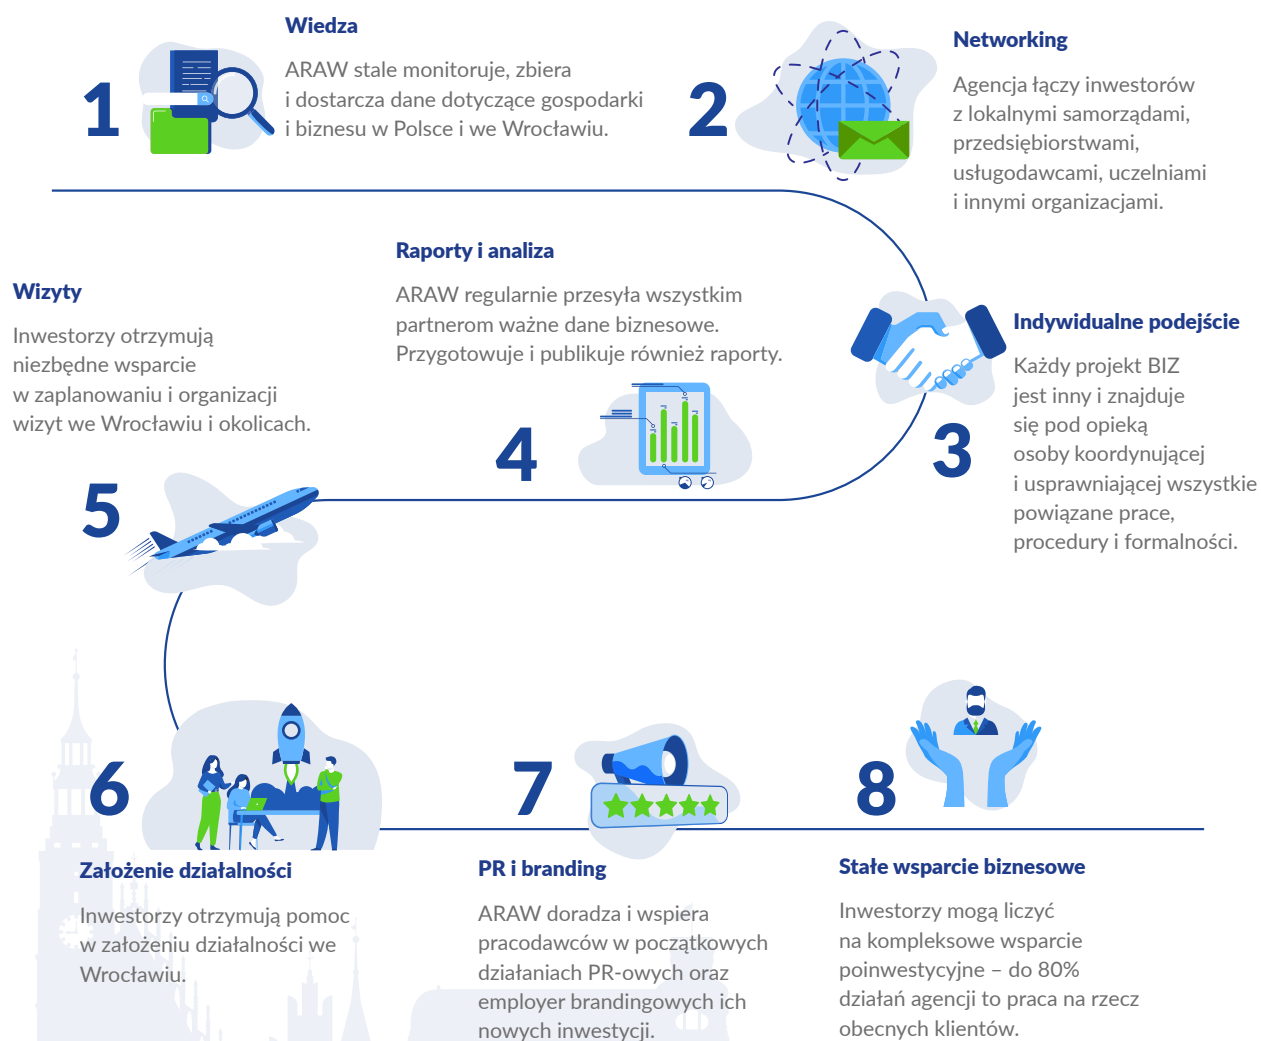 1
Wiedza
ARAW stale monitoruje, zbiera
i dostarcza dane dotyczące gospodarki
i biznesu w Polsce i we Wrocławiu.
2
Networking
Agencja łączy inwestorów
z lokalnymi samorządami,
przedsiębiorstwami,
usługodawcami, uczelniami
i innymi organizacjami.
3
Indywidualne podejście
Każdy projekt BIZ
jest inny i znajduje
się pod opieką
osoby koordynującej
i usprawniającej wszystkie
powiązane prace,
procedury i formalności.
4
Raporty i analiza
ARAW regularnie przesyła wszystkim
partnerom ważne dane biznesowe.
Przygotowuje i publikuje również raporty.
5
Wizyty
Inwestorzy otrzymują
niezbędne wsparcie
w zaplanowaniu i organizacji
wizyt we Wrocławiu i okolicach.
6
Założenie działalności
Inwestorzy otrzymują pomoc
w założeniu działalności we
Wrocławiu.
7
PR i branding
ARAW doradza i wspiera
pracodawców w początkowych
działaniach PR-owych oraz
employer brandingowych ich
nowych inwestycji.
8
Stałe wsparcie biznesowe
Inwestorzy mogą liczyć
na kompleksowe wsparcie
poinwestycyjne – do 80%
działań agencji to praca na rzecz
obecnych klientów.